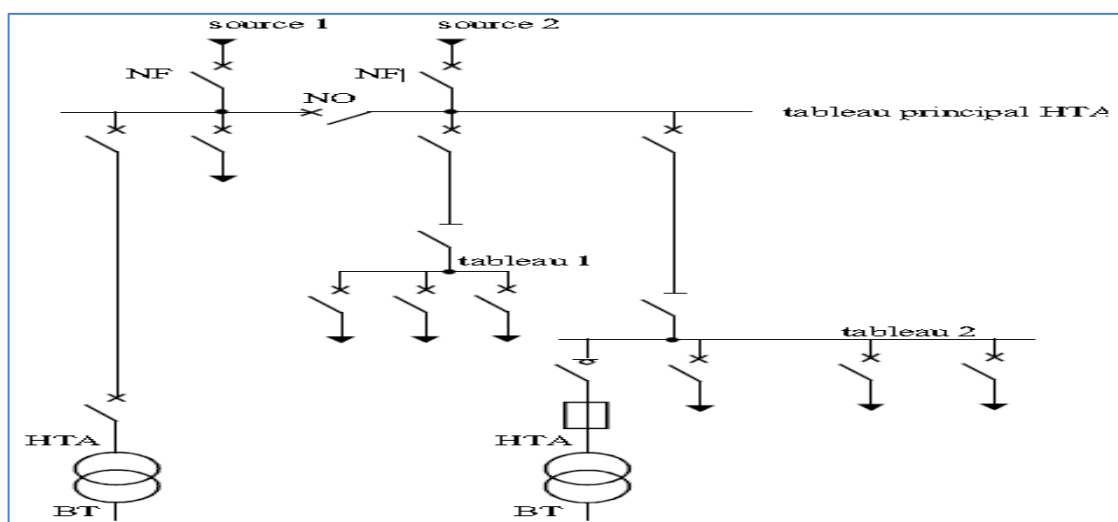 source 1
source 2
NF
NF|
NO
tableau principal HTA
tableau 1
tableau 2
HTA
HTA
BT
BT